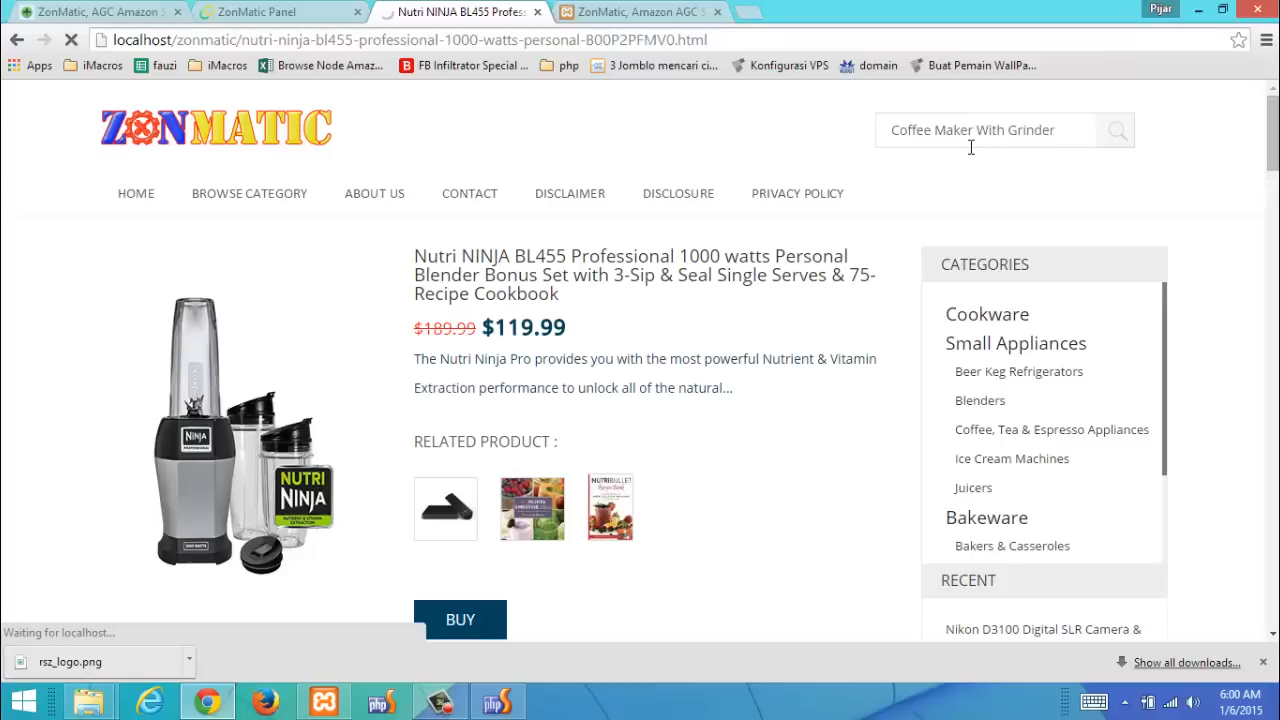 ZonMatic, AGC Amazon S
ZonMatic Panel
Nutri NINJA BL455 Profess
ZonMatic, Amazon AGC S
Pijar
localhost/zonmatic/nutri-ninja-bl455-professional-1000-watts-personal-B00P2PFMV0.html
Apps
iMacros
fauzi
iMacros
Browse Node Amaz...
FB Infiltrator Special ...
php
3 Jomblo mencari ci...
Konfigurasi VPS
domain
Buat Pemain WallPa...
ZONMATIC
Coffee Maker With Grinder
HOME
BROWSE CATEGORY
ABOUT US
CONTACT
DISCLAIMER
DISCLOSURE
PRIVACY POLICY
Nutri NINJA BL455 Professional 1000 watts Personal
Blender Bonus Set with 3-Sip & Seal Single Serves & 75-
Recipe Cookbook
$189.99 $119.99
The Nutri Ninja Pro provides you with the most powerful Nutrient & Vitamin
Extraction performance to unlock all of the natural...
RELATED PRODUCT :
NUTRIBULLET
BUY
NINJA
NUTRI
NINJA
CATEGORIES
Cookware
Small Appliances
Beer Keg Refrigerators
Blenders
Coffee, Tea & Espresso Appliances
Ice Cream Machines
Juicers
Bakeware
Bakers & Casseroles
RECENT
Nikon D3100 Digital SLR Camera &
Waiting for localhost...
rsz_logo.png
Show all downloads...
6:00 AM
1/6/2015